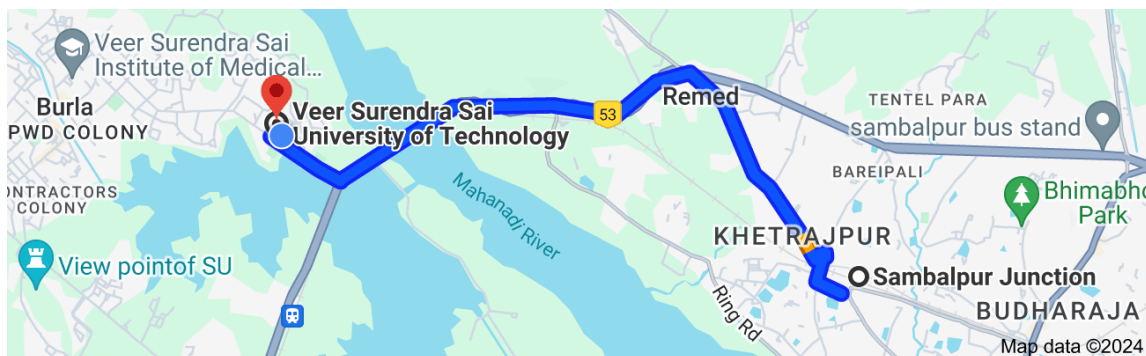 Veer Surendra Sai
Institute of Medical...
Burla
PWD COLONY
ONTRACTORS
COLONY
View pointof SU
Veer Surendra Sai
University of Technology
Mahanadi River
53
Remed
TENTEL PARA
sambalpur bus stand
BAREIPALI
Bhimabho
Park
KHETRAJPUR
Sambalpur Junction
Ring Rd
BUDHARAJA
Map data ©2024